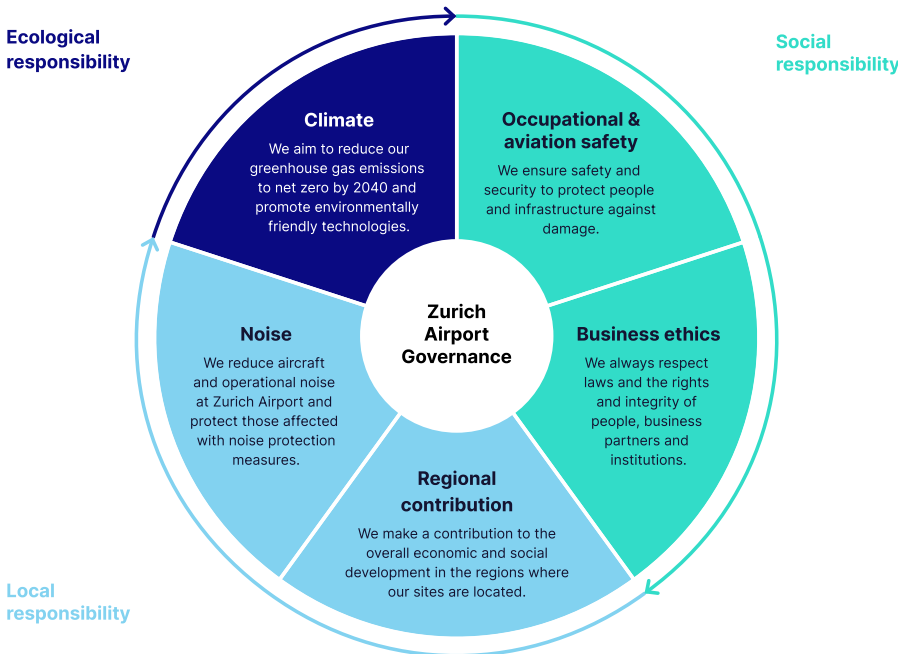 Ecological
responsibility
Social
responsibility
Climate
We aim to reduce our
greenhouse gas emissions
to net zero by 2040 and
promote environmentally
friendly technologies.
Occupational &
aviation safety
We ensure safety and
security to protect people
and infrastructure against
damage.
Zurich
Airport
Governance
Noise
We reduce aircraft
and operational noise
at Zurich Airport and
protect those affected
with noise protection
measures.
Business ethics
We always respect
laws and the rights
and integrity of
people, business
partners and
institutions.
Regional
contribution
We make a contribution to the
overall economic and social
development in the regions where
our sites are located.
Local
responsibility